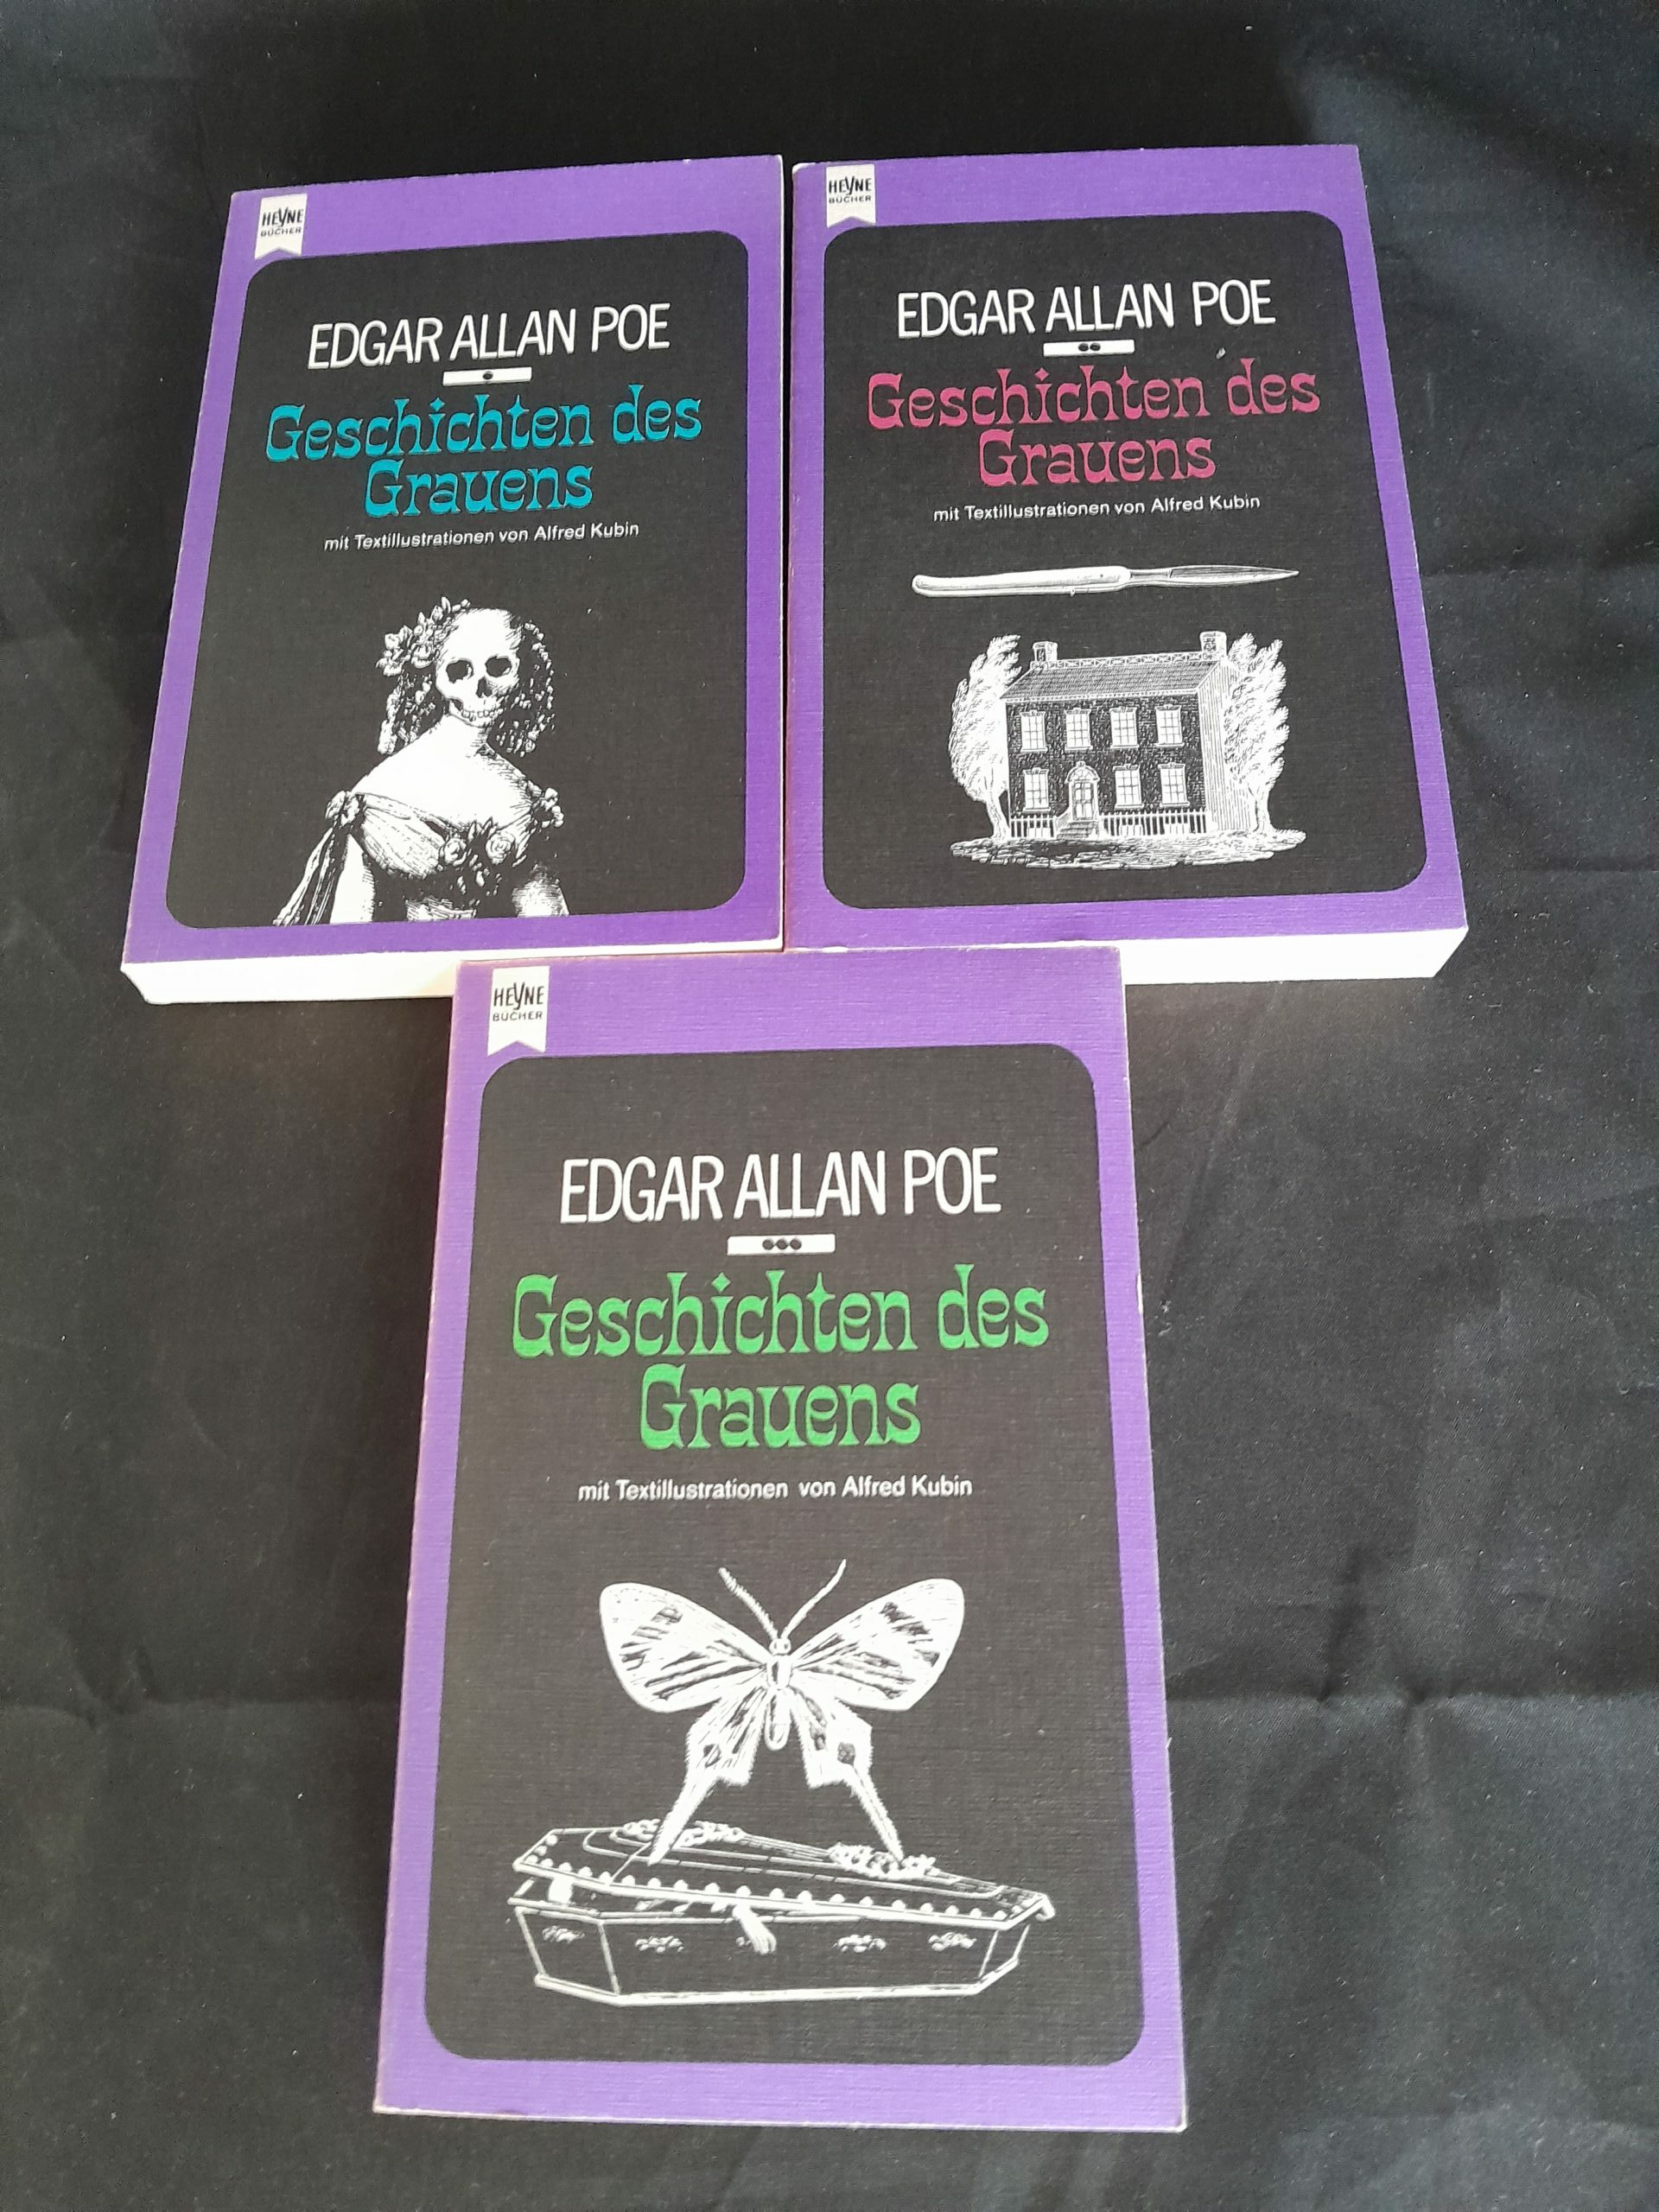 HEYNE
BÜCHER
EDGAR ALLAN POE
Geschichten des
Grauens
mit Textillustrationen von Alfred Kubin
HEYNE
BÜCHER
EDGAR ALLAN POE
Geschichten des
Grauens
mit Textillustrationen von Alfred Kubin
HEYNE
BÜCHER
EDGAR ALLAN POE
Geschichten des
Grauens
mit Textillustrationen von Alfred Kubin